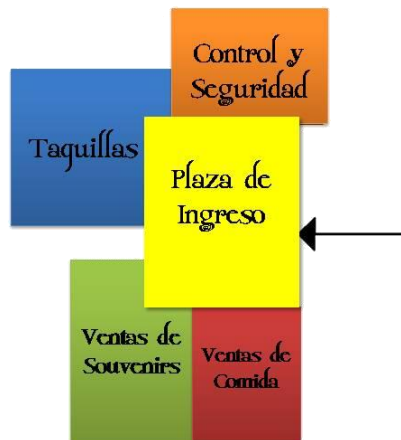 Control y
Seguridad
Taquillas
Plaza de
Ingreso
Ventas de
Souvenirs
Ventas de
Comida